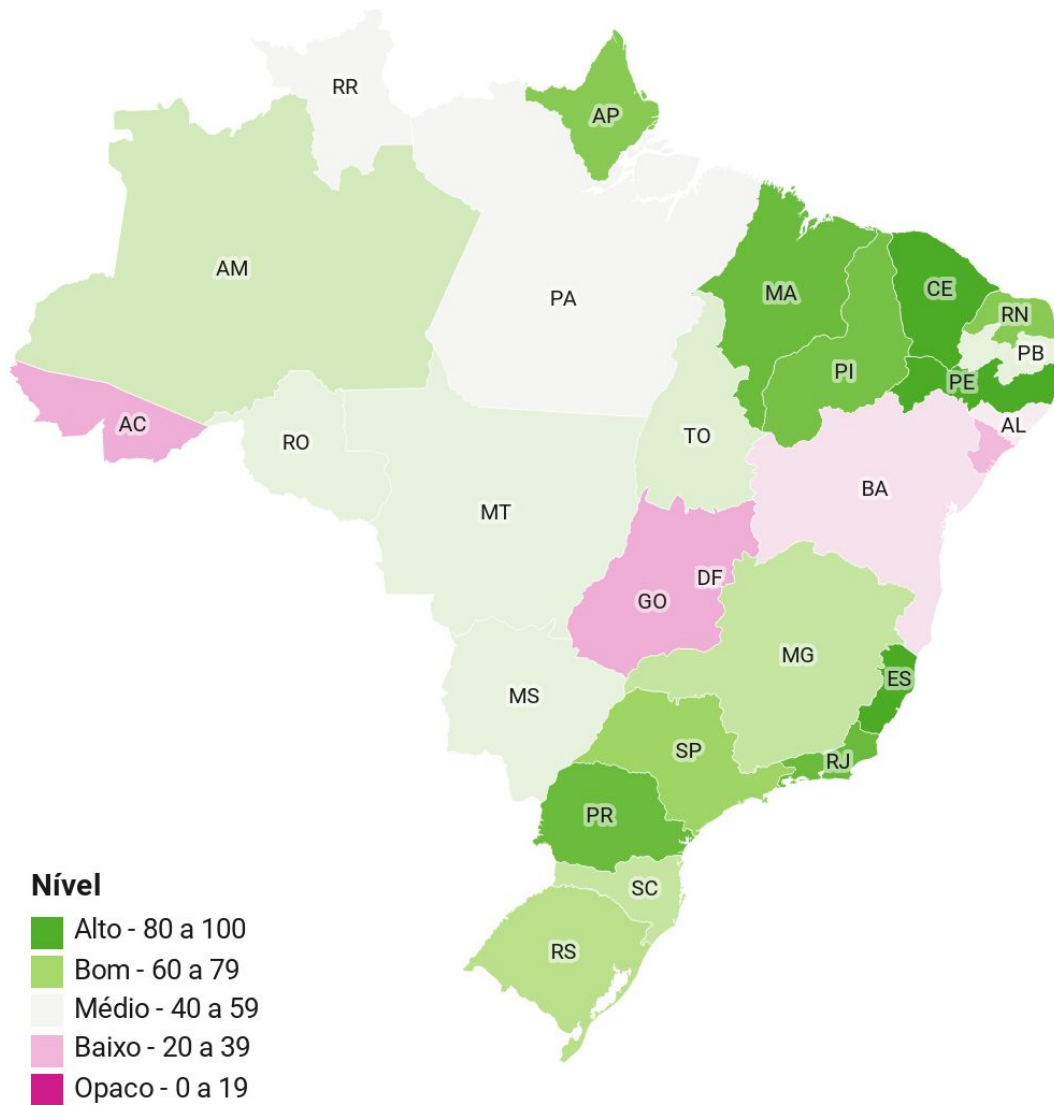 RR
AP
AM
PA
MA
CE
RN
PB
PI
PE
AC
RO
TO
AL
MT
BA
DF
GO
MG
MS
ES
SP
RJ
PR
SC
RS
Nível
Alto - 80 a 100
Bom - 60 a 79
Médio - 40 a 59
Baixo - 20 a 39
Opaco - 0 a 19